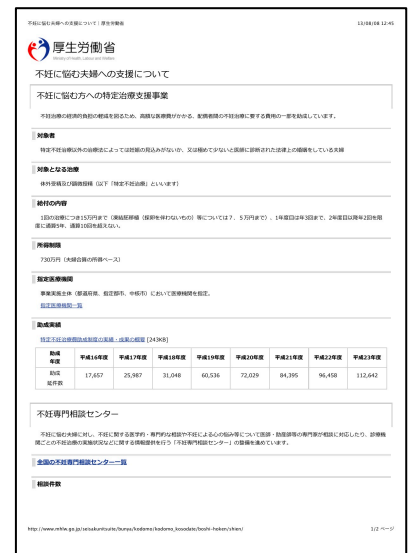 不妊に悩む夫婦への支援について｜厚生労働省 13/08/08 12:45
厚生労働省
Ministry of Health, Labour and Welfare
不妊に悩む夫婦への支援について
不妊に悩む方への特定治療支援事業
不妊治療の経済的負担の軽減を図るため、高額な医療費がかかる、配偶者間の不妊治療に要する費用の一部を助成しています。
対象者
特定不妊治療以外の治療法によっては妊娠の見込みがないか、又は極めて少ないと医師に診断された法律上の婚姻をしている夫婦
対象となる治療
体外受精及び顕微授精（以下「特定不妊治療」といいます）
給付の内容
1回の治療につき15万円まで（凍結胚移植（採卵を伴わないもの）等については７．５万円まで）、1年度目は年3回まで、2年度目以降年2回を限
度に通算5年、通算10回を超えない。
所得制限
730万円（夫婦合算の所得ベース）
指定医療機関
事業実施主体（都道府県、指定都市、中核市）において医療機関を指定。
指定医療機関一覧
助成実績
特定不妊治療費助成制度の実績・成果の概要 [243KB]
助成年度 平成16年度 平成17年度 平成18年度 平成19年度 平成20年度 平成21年度 平成22年度 平成23年度
助成延件数 17,657 25,987 31,048 60,536 72,029 84,395 96,458 112,642
不妊専門相談センター
不妊に悩む夫婦に対し、不妊に関する医学的・専門的な相談や不妊による心の悩み等について医師・助産師等の専門家が相談に対応したり、診療機
関ごとの不妊治療の実施状況などに関する情報提供を行う「不妊専門相談センター」の整備を進めています。
全国の不妊専門相談センター一覧
相談件数
http://www.mhlw.go.jp/seisakunitsuite/bunya/kodomo/kodomo_kosodate/boshi-hoken/shien/ 1/2 ページ